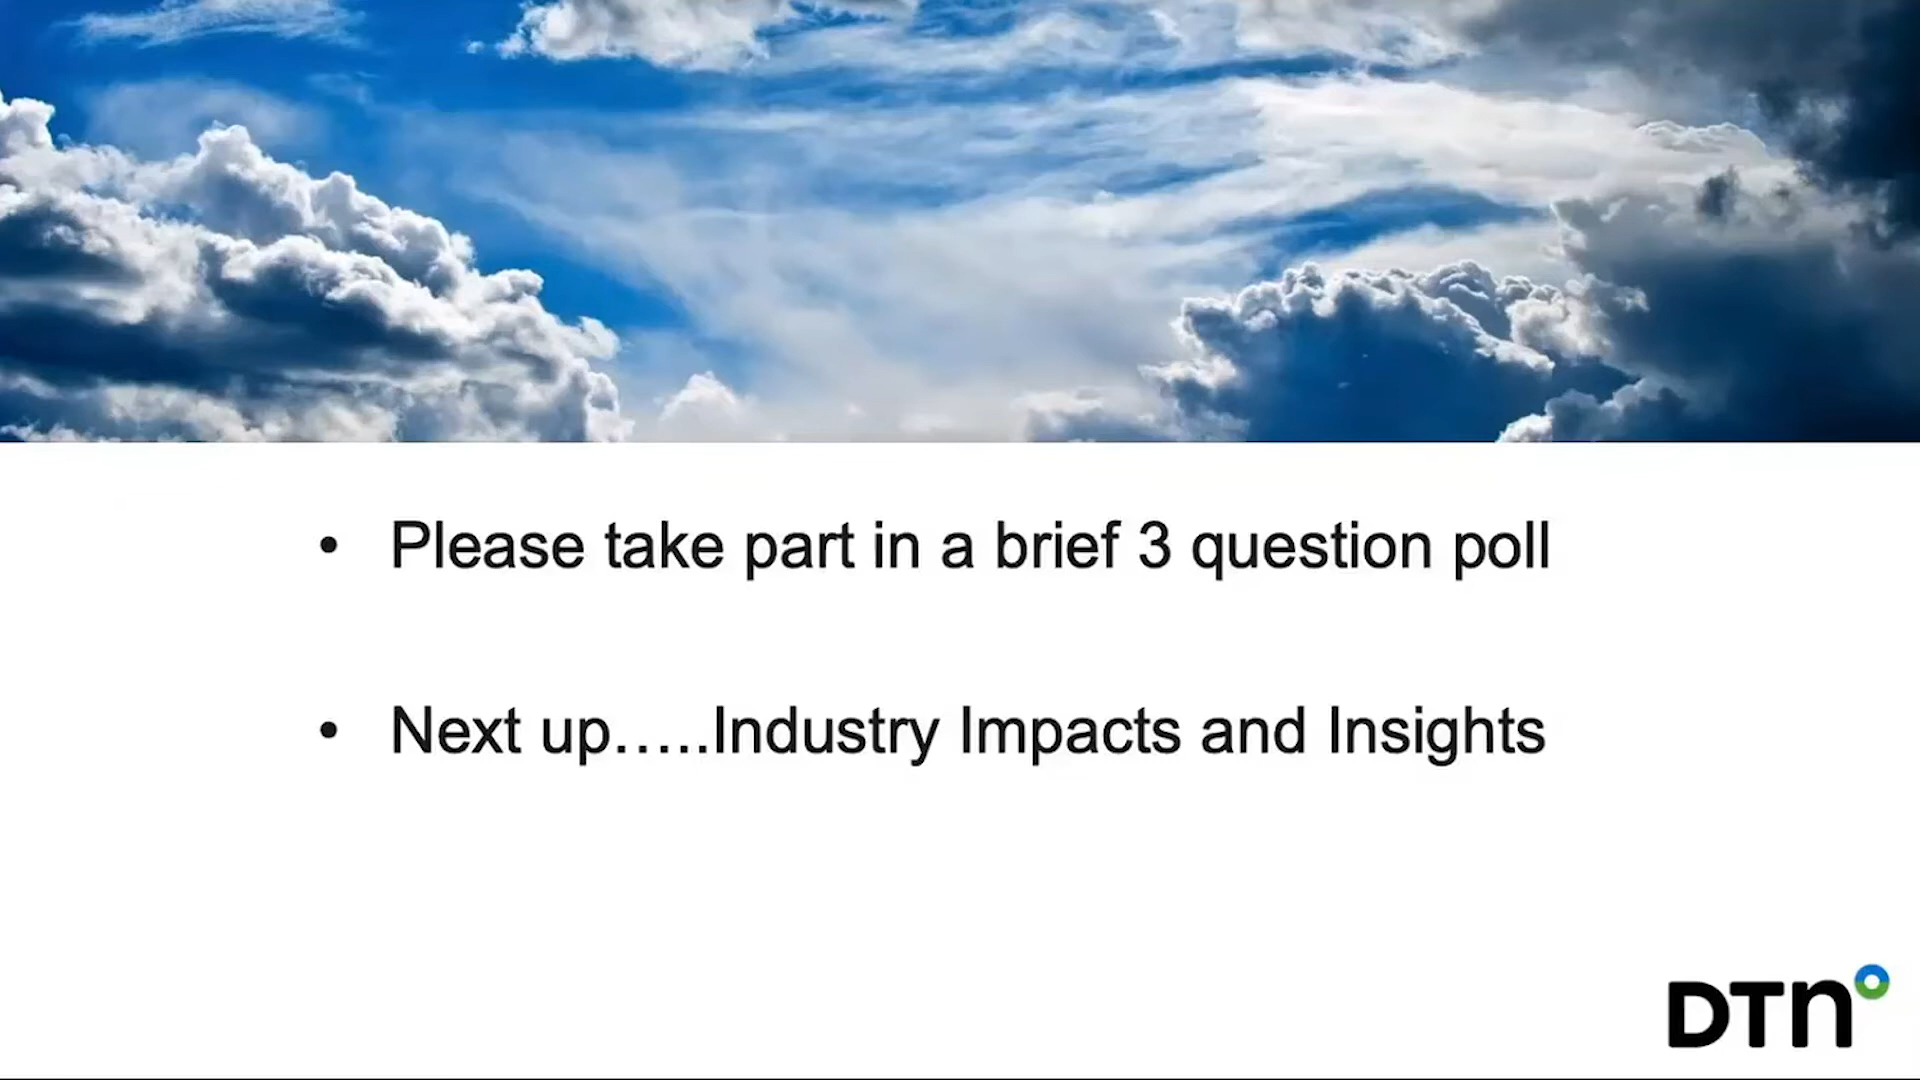 • Please take part in a brief 3 question poll
• Next up…..Industry Impacts and Insights
DTN